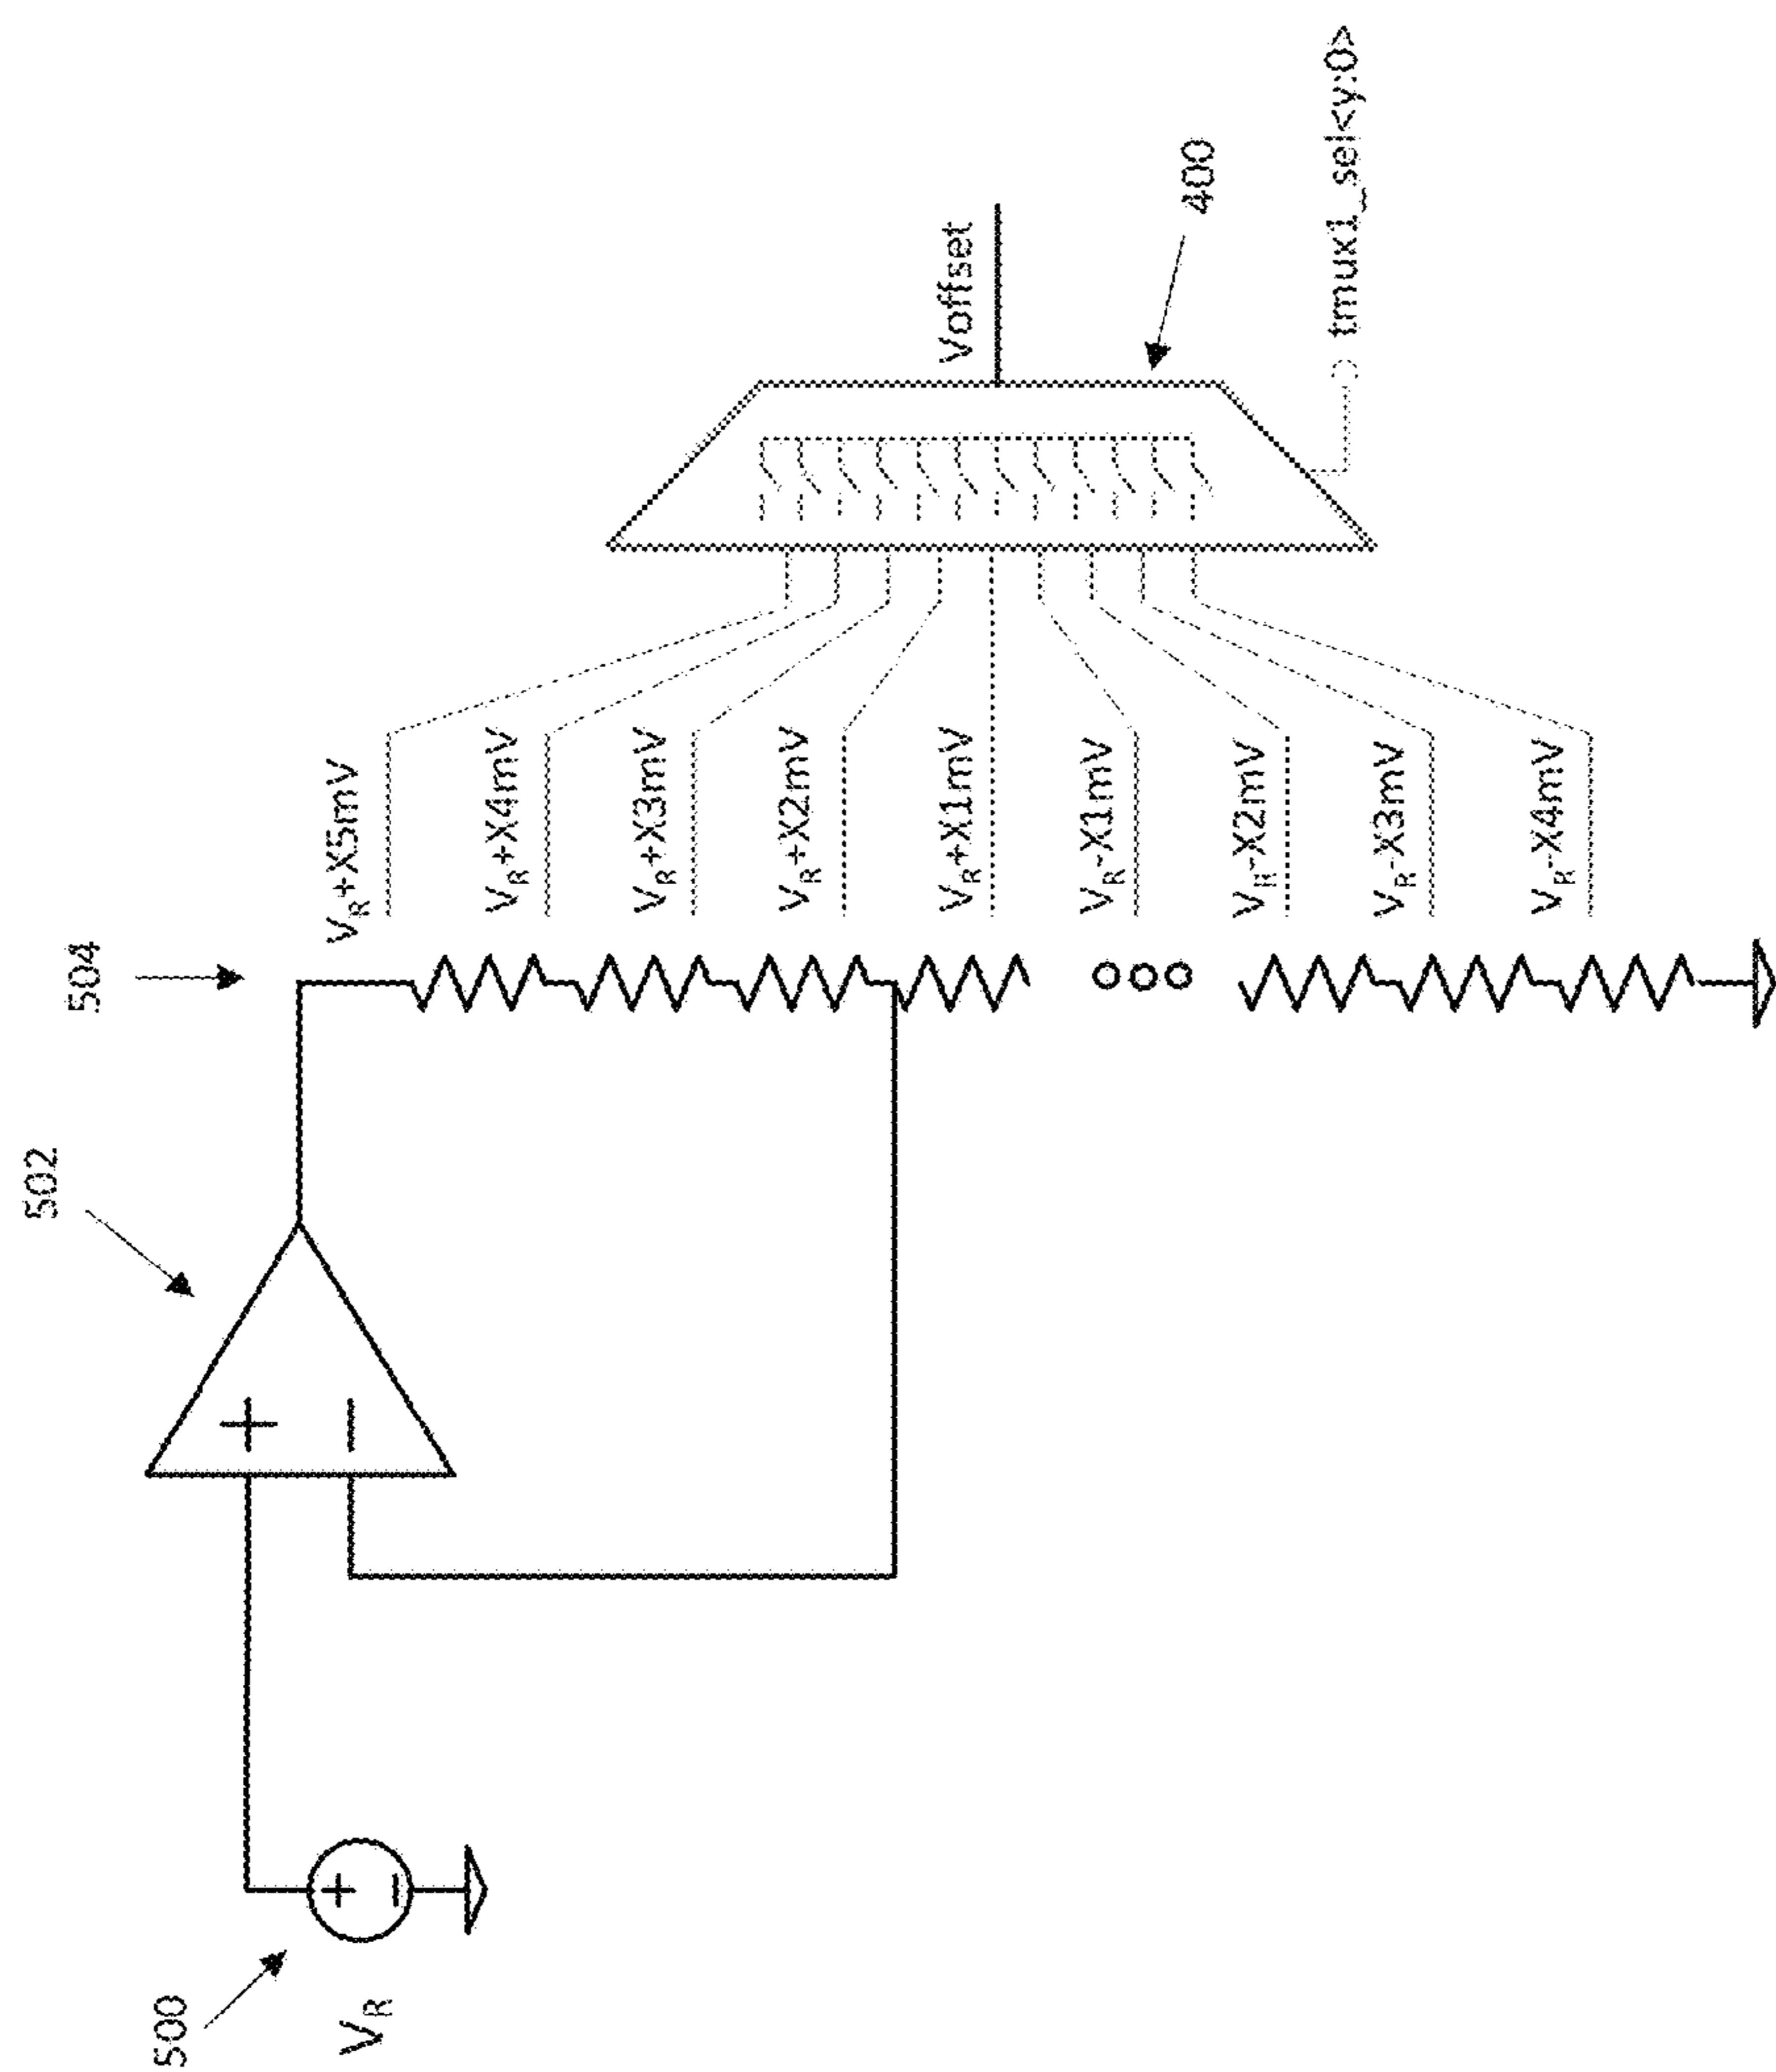 500
V_R
+
−
502
+
−
504
V_R+X5mV
V_R+X4mV
V_R+X3mV
V_R+X2mV
V_R+X1mV
V_R-X1mV
V_R-X2mV
V_R-X3mV
V_R-X4mV
Voffset
400
tmux1_sel<y:0>